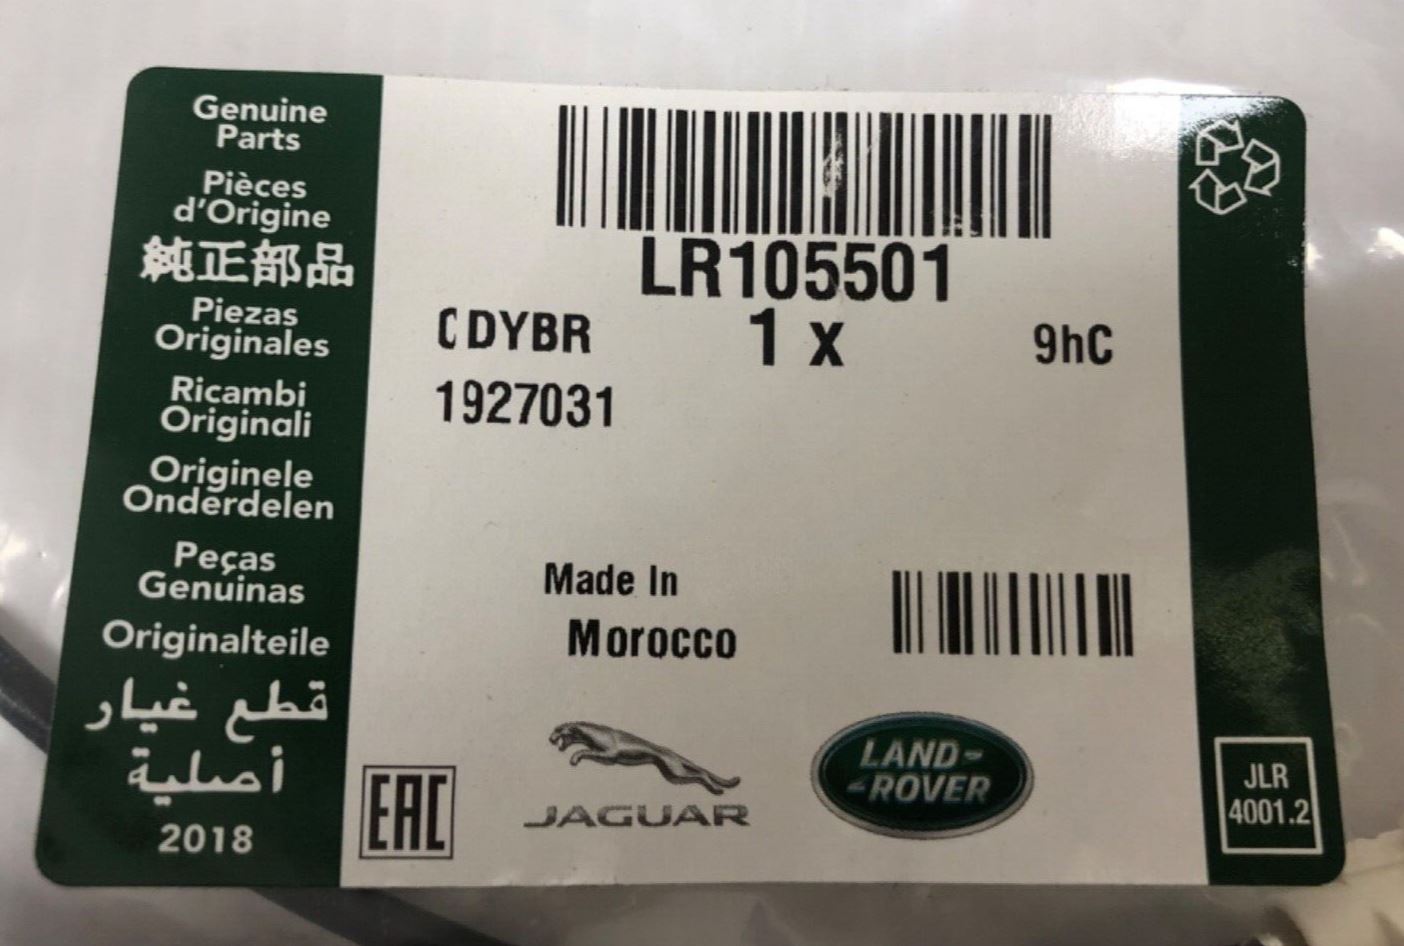 Genuine
Parts
Pièces
d'Origine
純正部品
Piezas
Originales
Ricambi
Originali
Originele
Onderdelen
Peças
Genuinas
Originalteile
قطع غيار
أصلية
2018
LR105501
CDYBR 1 x 9hC
1927031
Made In
Morocco
EAC
JAGUAR
LAND-
-ROVER
JLR
4001.2